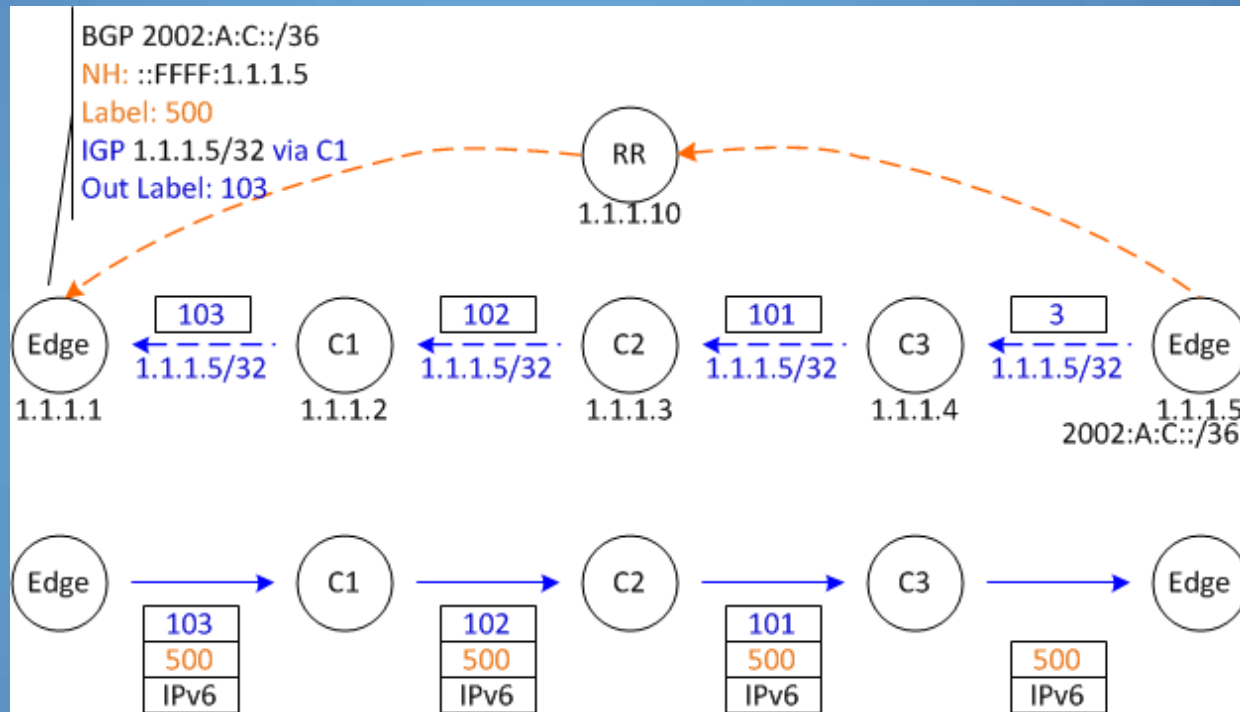 BGP 2002:A:C::/36
NH: ::FFFF:1.1.1.5
Label: 500
IGP 1.1.1.5/32 via C1
Out Label: 103
RR
1.1.1.10
103
102
101
3
Edge
C1
C2
C3
Edge
1.1.1.5/32
1.1.1.5/32
1.1.1.5/32
1.1.1.5/32
1.1.1.1
1.1.1.2
1.1.1.3
1.1.1.4
1.1.1.5
2002:A:C::/36
Edge
C1
C2
C3
Edge
103
102
101
500
500
500
500
IPv6
IPv6
IPv6
IPv6